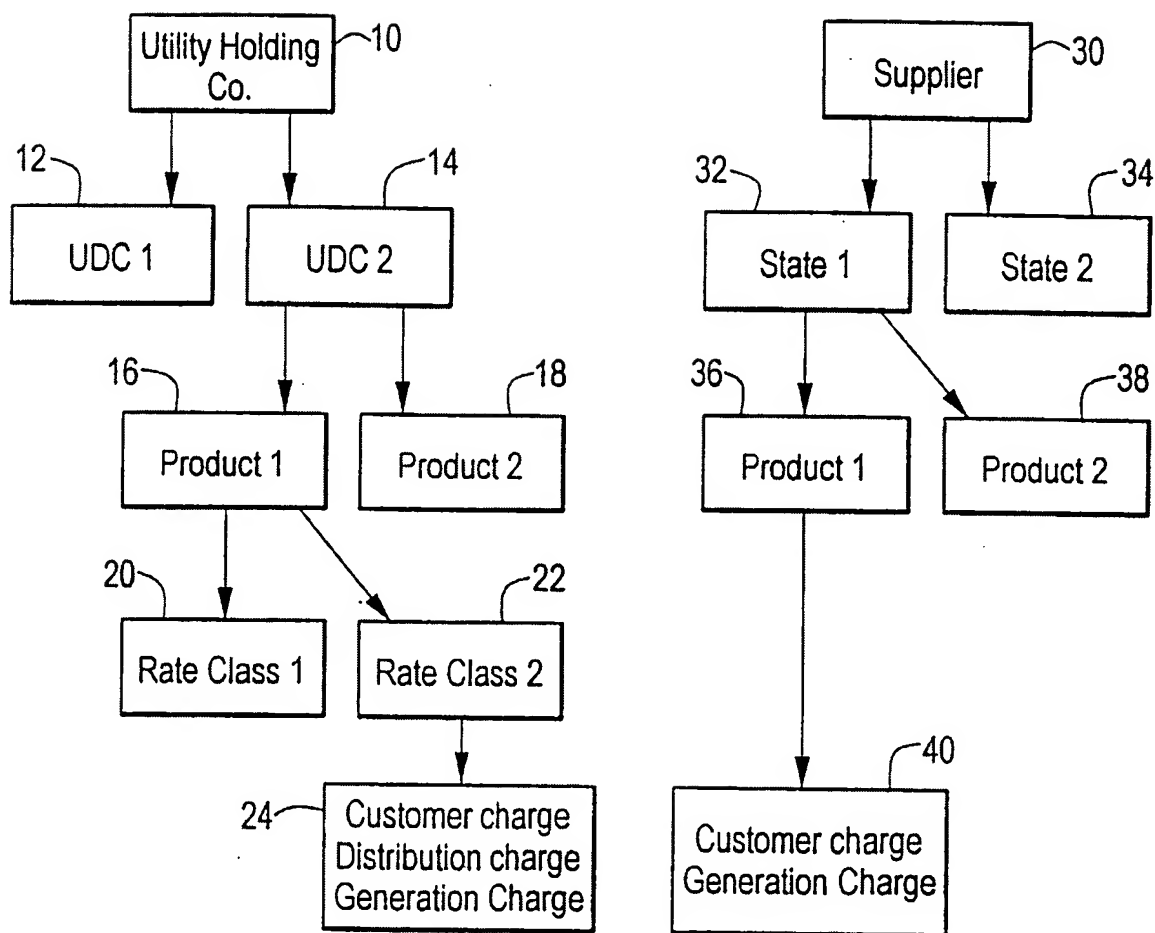 Utility Holding
Co.
10
Supplier
30
12
14
32
34
UDC 1
UDC 2
State 1
State 2
16
18
36
38
Product 1
Product 2
Product 1
Product 2
20
22
Rate Class 1
Rate Class 2
24
40
Customer charge
Distribution charge
Generation Charge
Customer charge
Generation Charge